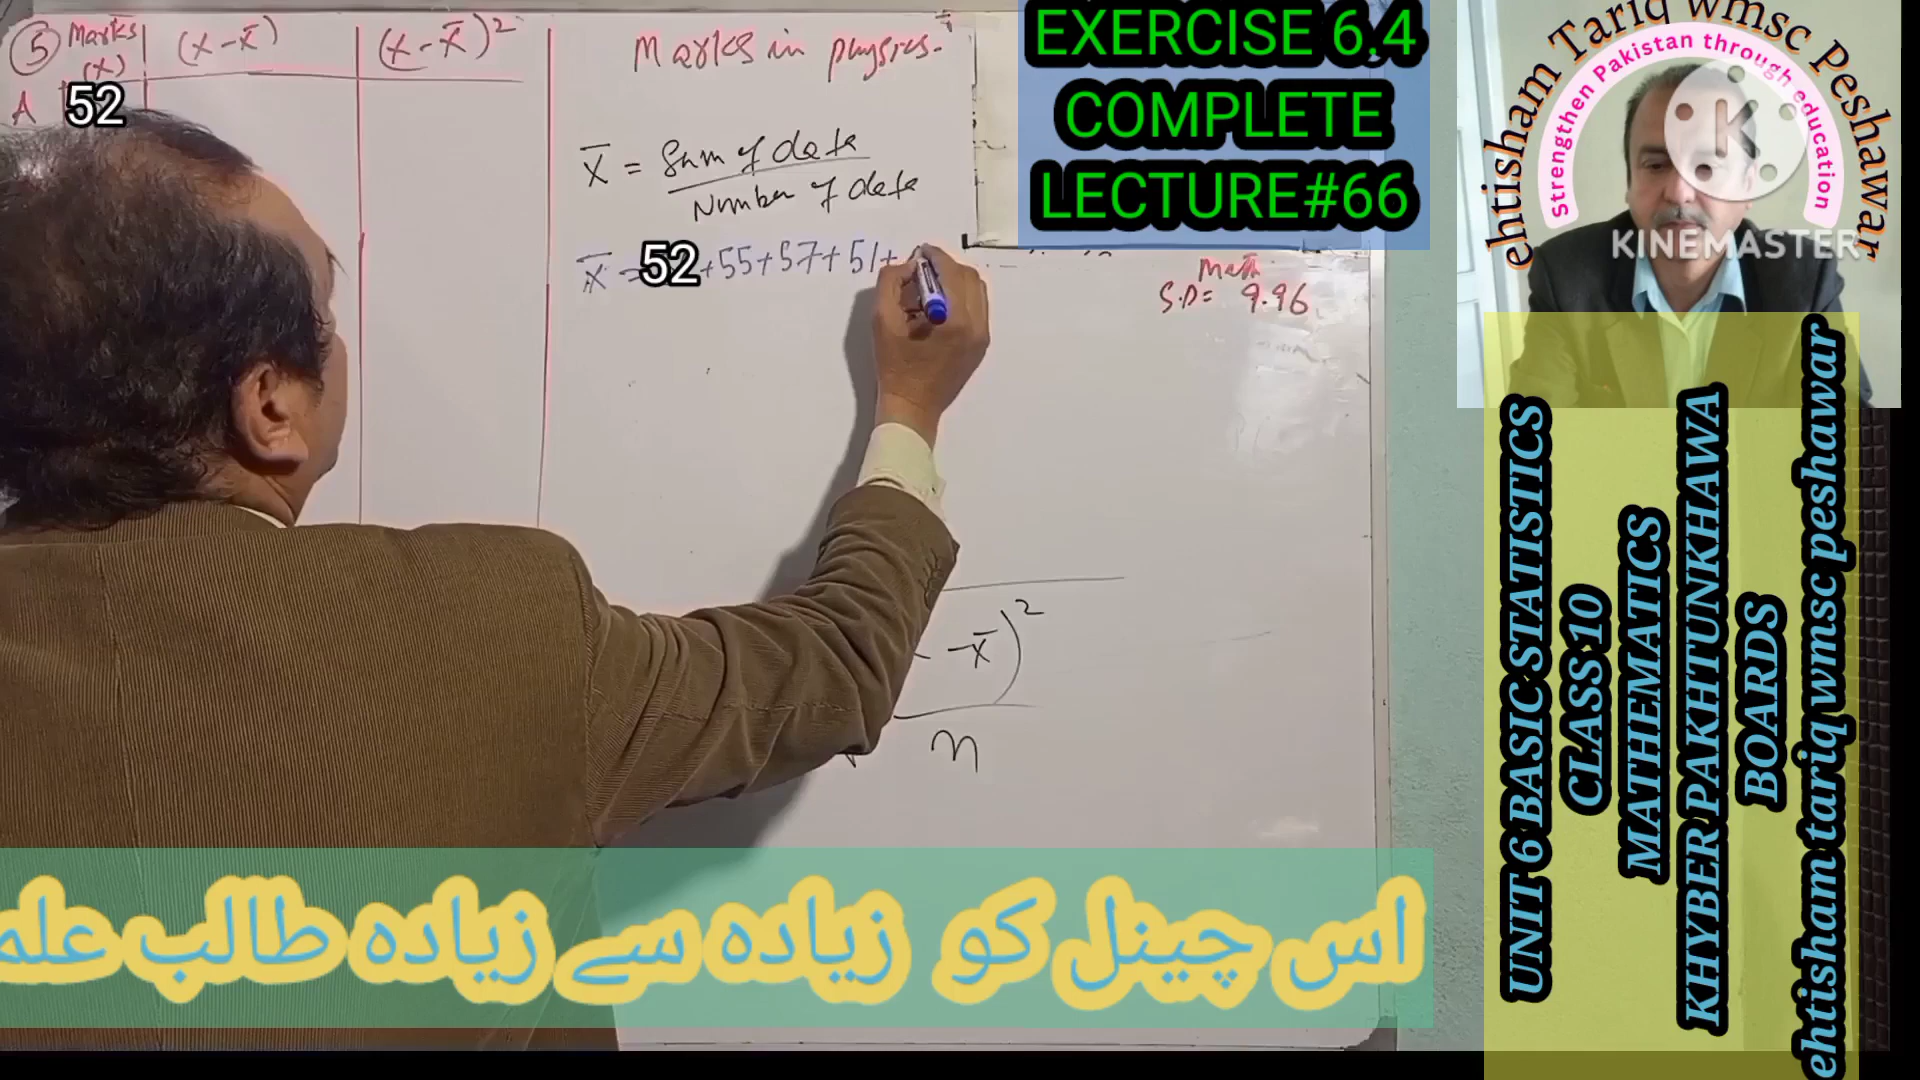 ⑤ Marks (x) | (x - x̄) | (x - x̄)²
A 52
Marks in physics.
x̄ = Sum of data / Number of data
x̄ = 52 + 55 + 57 + 51 +
Math
S.D = 9.96
- x̄)²
n
EXERCISE 6.4
COMPLETE
LECTURE#66
ehtisham Tariq wmsc Peshawar
Strengthen Pakistan through education
K
KINEMASTER
UNIT 6 BASIC STATISTICS
CLASS 10
MATHEMATICS
KHYBER PAKHTUNKHAWA
BOARDS
ehtisham tariq wmsc peshawar
اس چینل کو زیادہ سے زیادہ طالب علم